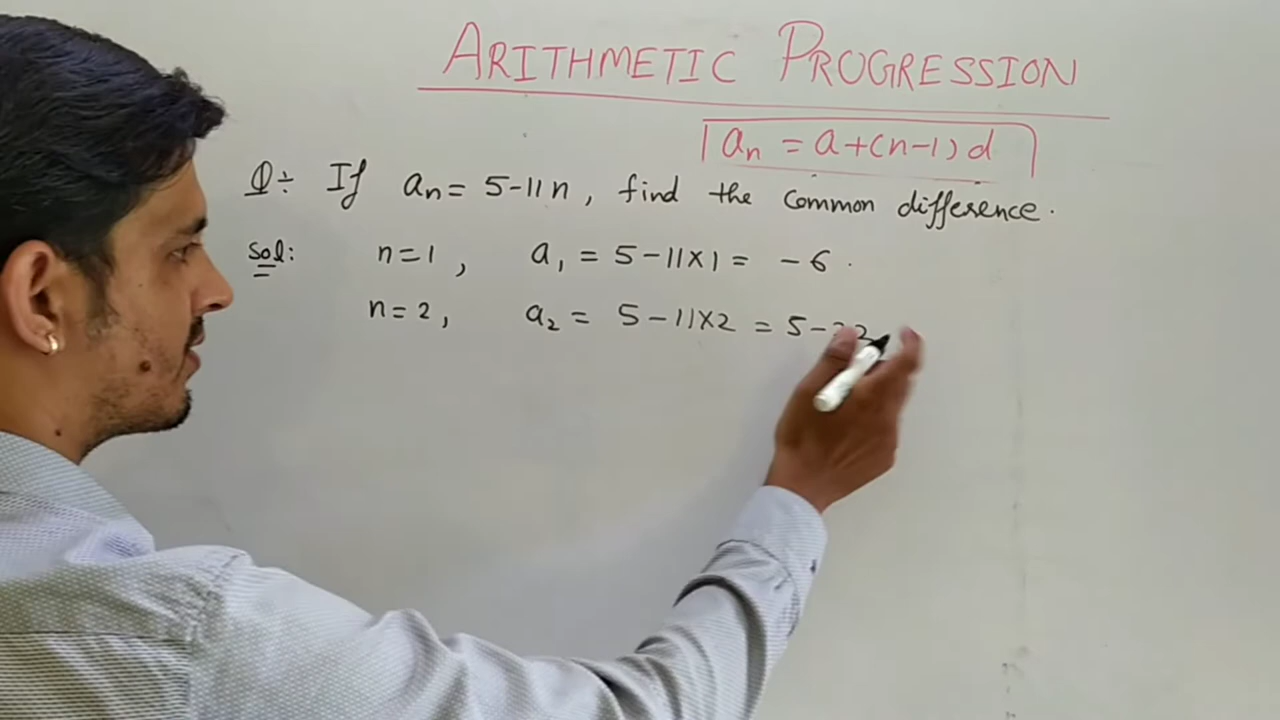 ARITHMETIC PROGRESSION
an = a+(n-1)d
Q÷ If an = 5-11n, find the common difference.
Sol: n=1, a1 = 5-11×1 = -6.
n=2, a2 = 5-11×2 = 5-22